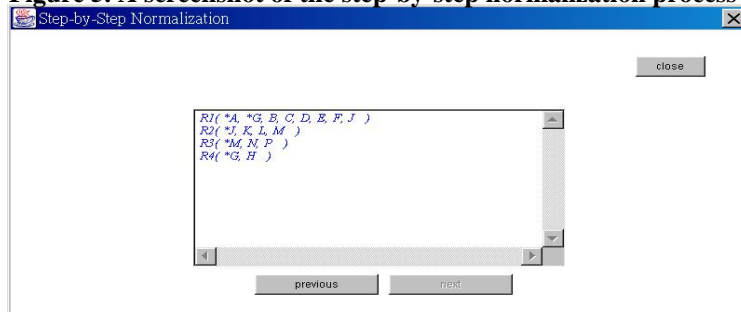 Figure 5. A screenshot of the step-by-step normalization process
Step-by-Step Normalization
close
R1( *A, *G, B, C, D, E, F, J )
R2( *J, K, L, M )
R3( *M, N, P )
R4( *G, H )
previous
next